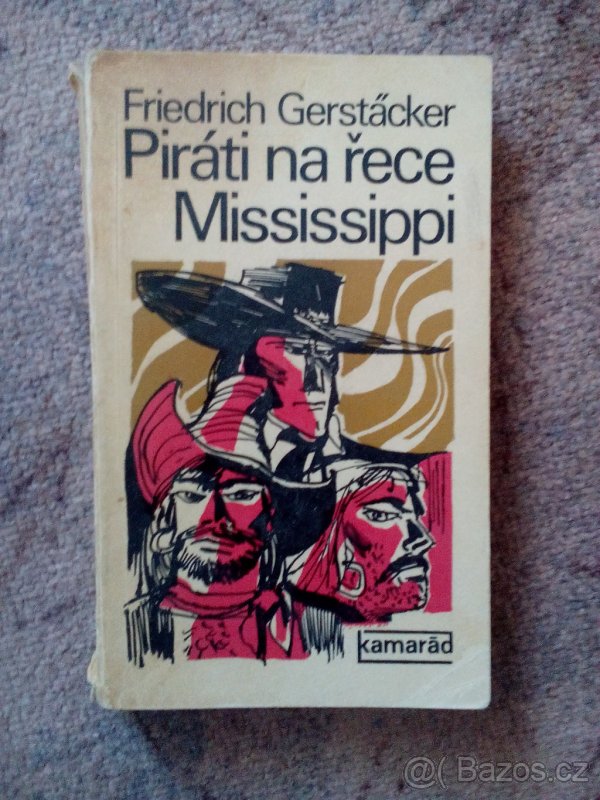 Friedrich Gerstäcker
Piráti na řece
Mississippi
kamarád
@( Bazos.cz